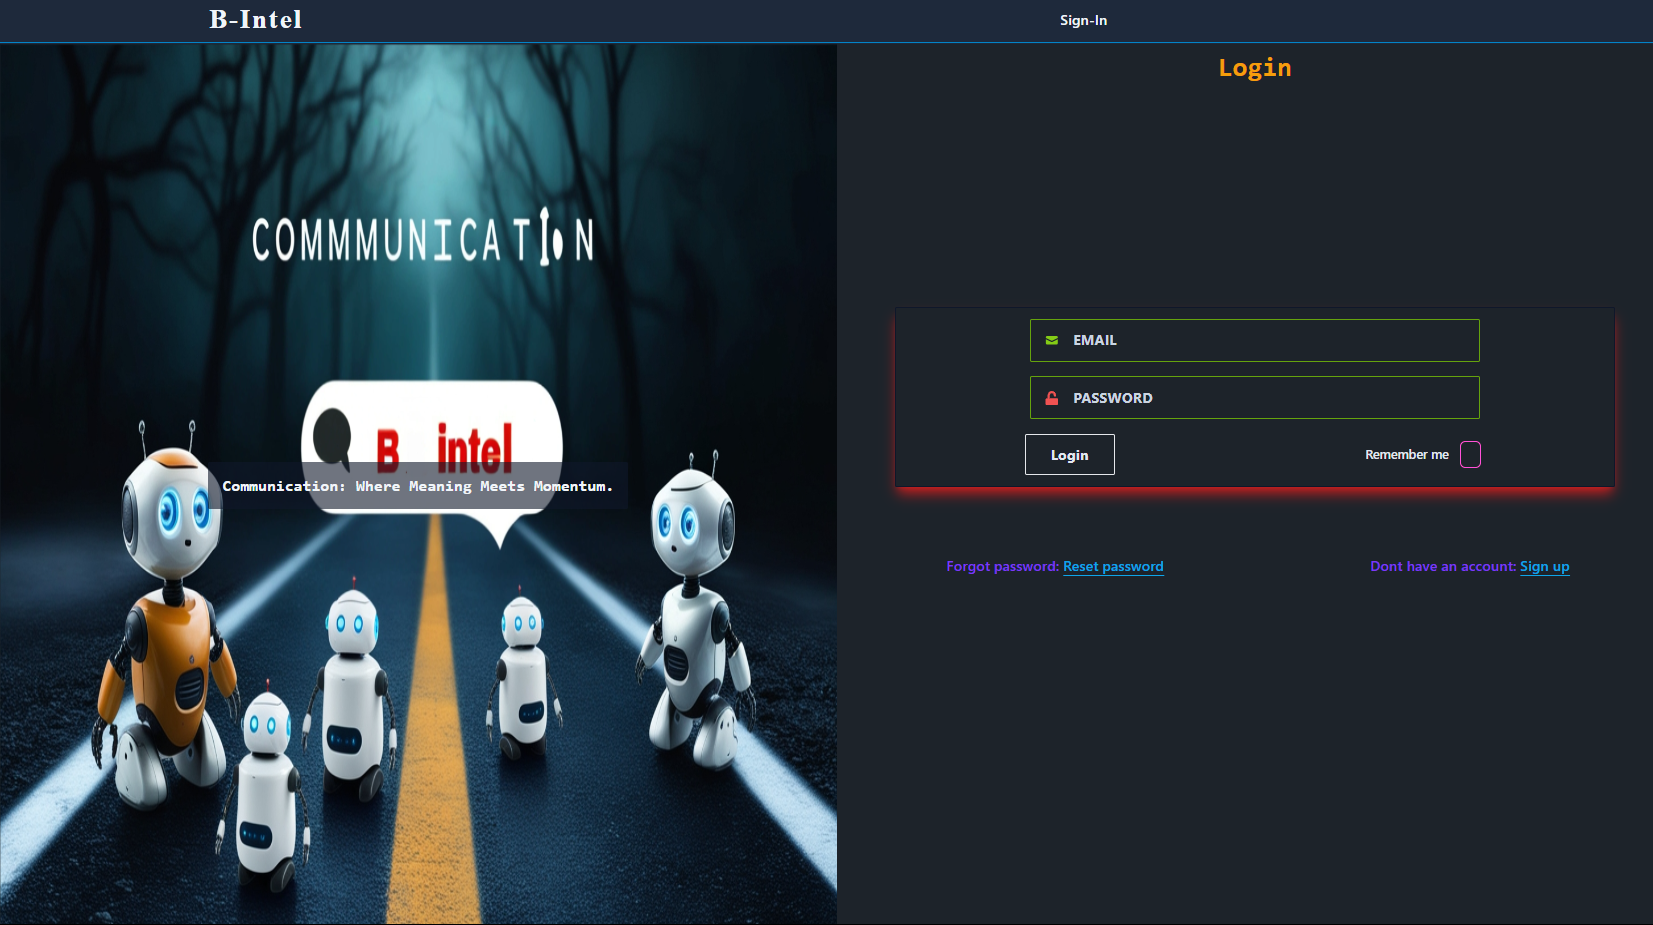 B-Intel
Sign-In
COMMMUNICATION
B intel
Communication: Where Meaning Meets Momentum.
Login
EMAIL
PASSWORD
Login
Remember me
Forgot password: Reset password
Dont have an account: Sign up